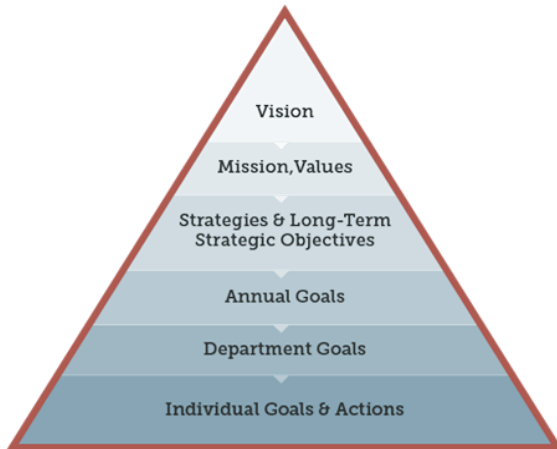 Vision
Mission,Values
Strategies & Long-Term
Strategic Objectives
Annual Goals
Department Goals
Individual Goals & Actions